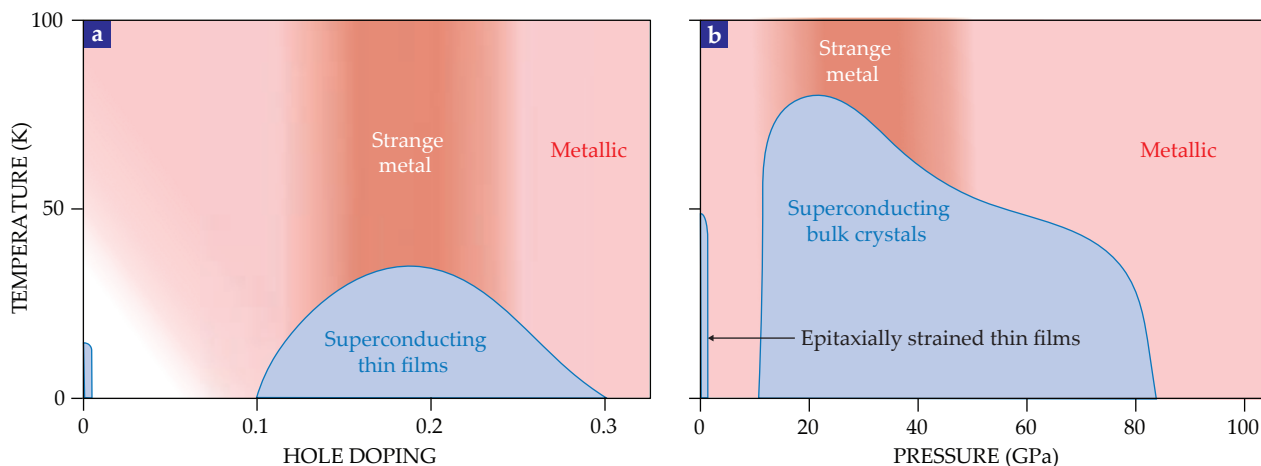 a
100
50
0
TEMPERATURE (K)
Strange
metal
Metallic
Superconducting
thin films
0
0.1
0.2
0.3
HOLE DOPING
b
Strange
metal
Metallic
Superconducting
bulk crystals
Epitaxially strained thin films
0
20
40
60
80
100
PRESSURE (GPa)